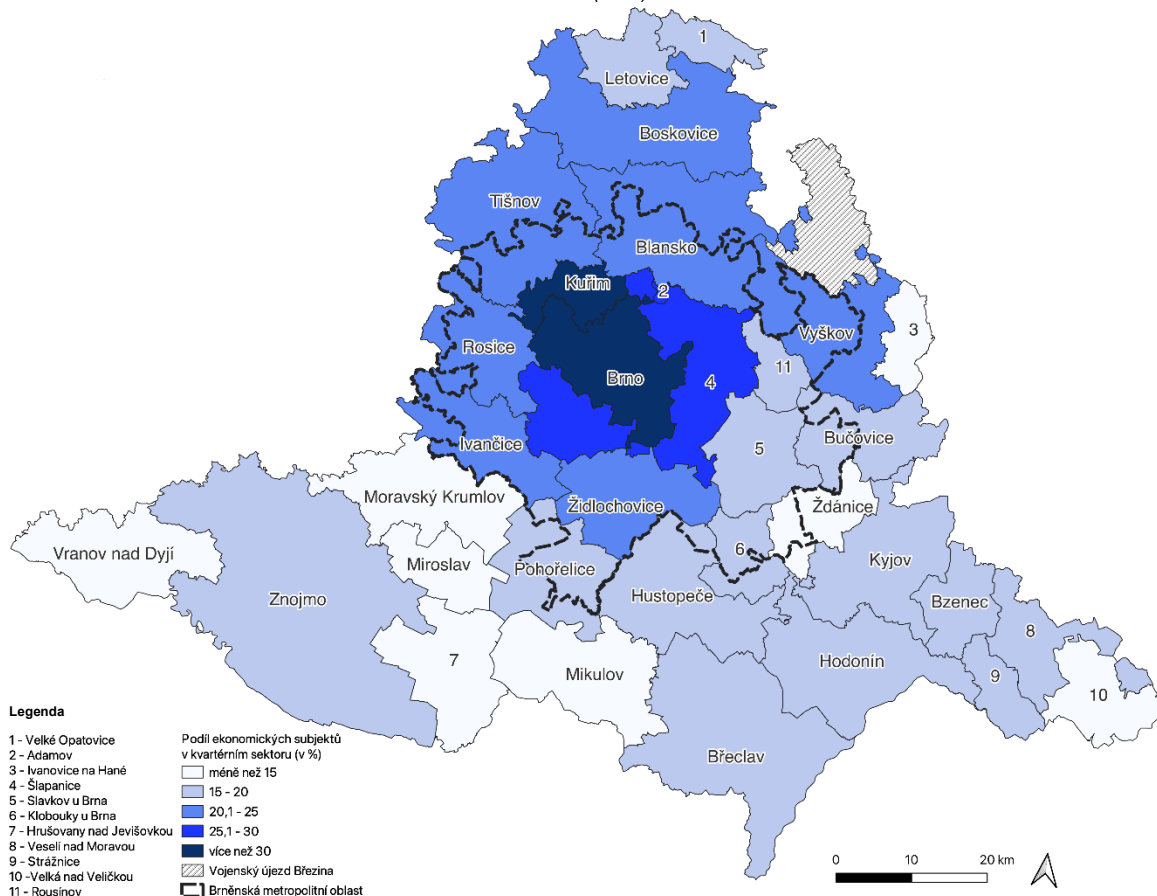 1
Letovice
Boskovice
Tišnov
Blansko
Kuřim
2
Vyškov
3
Rosice
11
Brno
4
Ivančice
5
Bučovice
Moravský Krumlov
Židlochovice
Ždánice
Vranov nad Dyjí
Miroslav
Pohořelice
6
Kyjov
Znojmo
Hustopeče
Bzenec
8
7
Mikulov
Hodonín
9
10
Břeclav
Legenda
1 - Velké Opatovice
2 - Adamov
3 - Ivanovice na Hané
4 - Šlapanice
5 - Slavkov u Brna
6 - Klobouky u Brna
7 - Hrušovany nad Jevišovkou
8 - Veselí nad Moravou
9 - Strážnice
10 -Velká nad Veličkou
11 - Rousínov
Podíl ekonomických subjektů
v kvartérním sektoru (v %)
méně než 15
15 - 20
20,1 - 25
25,1 - 30
více než 30
Vojenský újezd Březina
Brněnská metropolitní oblast
0 10 20 km